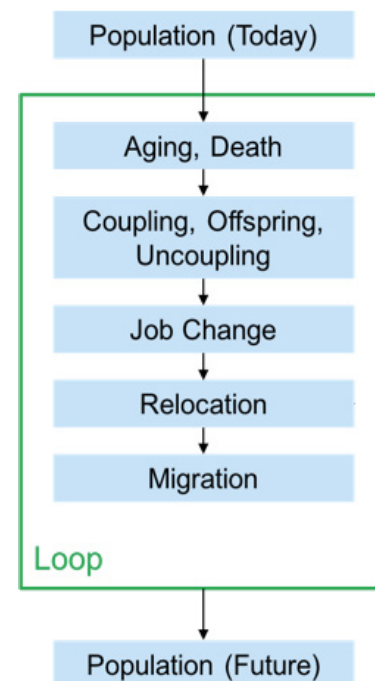 Population (Today)
Aging, Death
Coupling, Offspring,
Uncoupling
Job Change
Relocation
Migration
Loop
Population (Future)